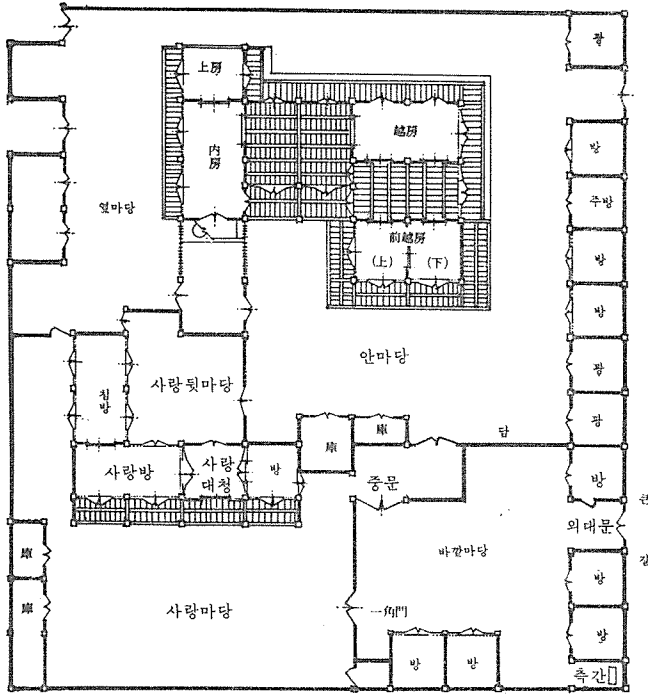 광
上房
越房
内房
방
주방
옆마당
前越房
(上)
(下)
방
방
안마당
광
사랑뒷마당
침방
광
담
庫
庫
사랑방
사랑
대청
방
중문
방
외대문
바깥마당
庫
방
사랑마당
一角門
庫
방
방
방
측간